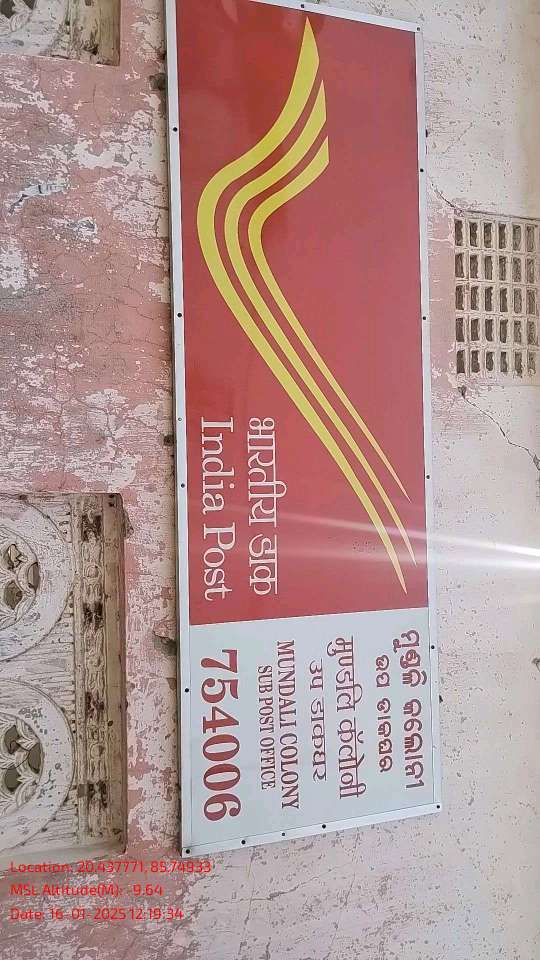 भारतीय डाक
India Post
ମୁଣ୍ଡୁଳି କଲୋନୀ
ଉପ ଡାକଘର
मुण्डलि कॅलोनी
उप डाकघर
MUNDALI COLONY
SUB POST OFFICE
754006
Location: 20.437771, 85.74933
MSL Altitude(M): -9.64
Date: 16-01-2025 12:19:34